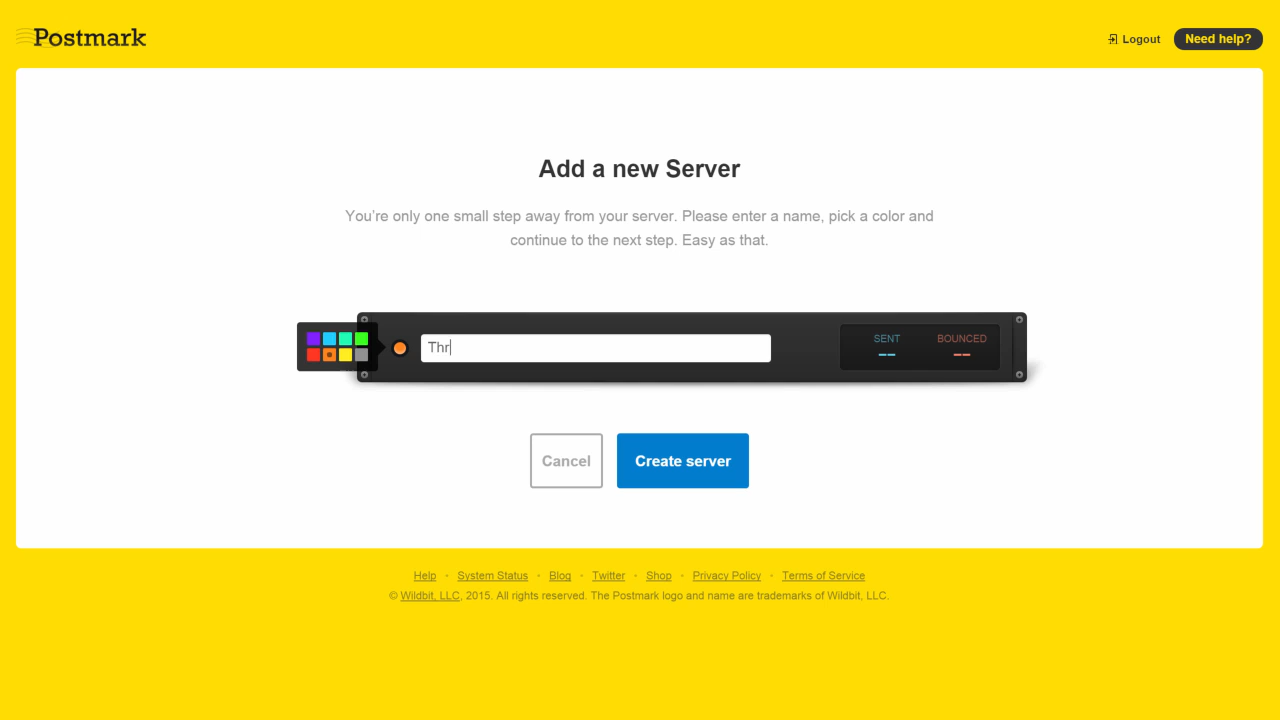 Postmark
Logout
Need help?
Add a new Server
You're only one small step away from your server. Please enter a name, pick a color and
continue to the next step. Easy as that.
Thr
SENT
BOUNCED
--
--
Cancel
Create server
Help · System Status · Blog · Twitter · Shop · Privacy Policy · Terms of Service
© Wildbit, LLC, 2015. All rights reserved. The Postmark logo and name are trademarks of Wildbit, LLC.